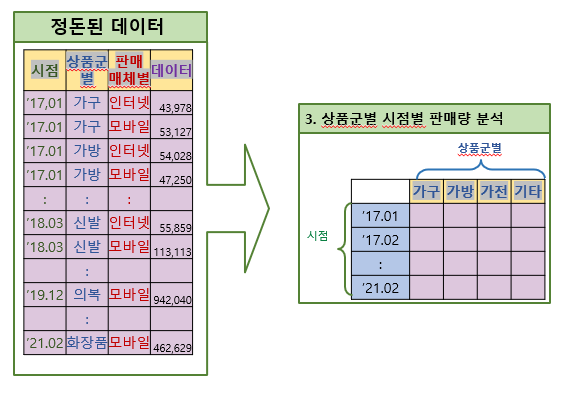 정돈된 데이터
시점 상품군별 판매매체별 데이터
’17,01 가구 인터넷 43,978
’17.01 가구 모바일 53,127
’17.01 가방 인터넷 54,028
’17.01 가방 모바일 47,250
: : :
’18.03 신발 인터넷 55,859
’18.03 신발 모바일 113,113
:
’19.12 의복 모바일 942,040
:
’21.02 화장품 모바일 462,629
3. 상품군별 시점별 판매량 분석
상품군별
가구 가방 가전 기타
시점
’17.01
’17.02
:
’21.02